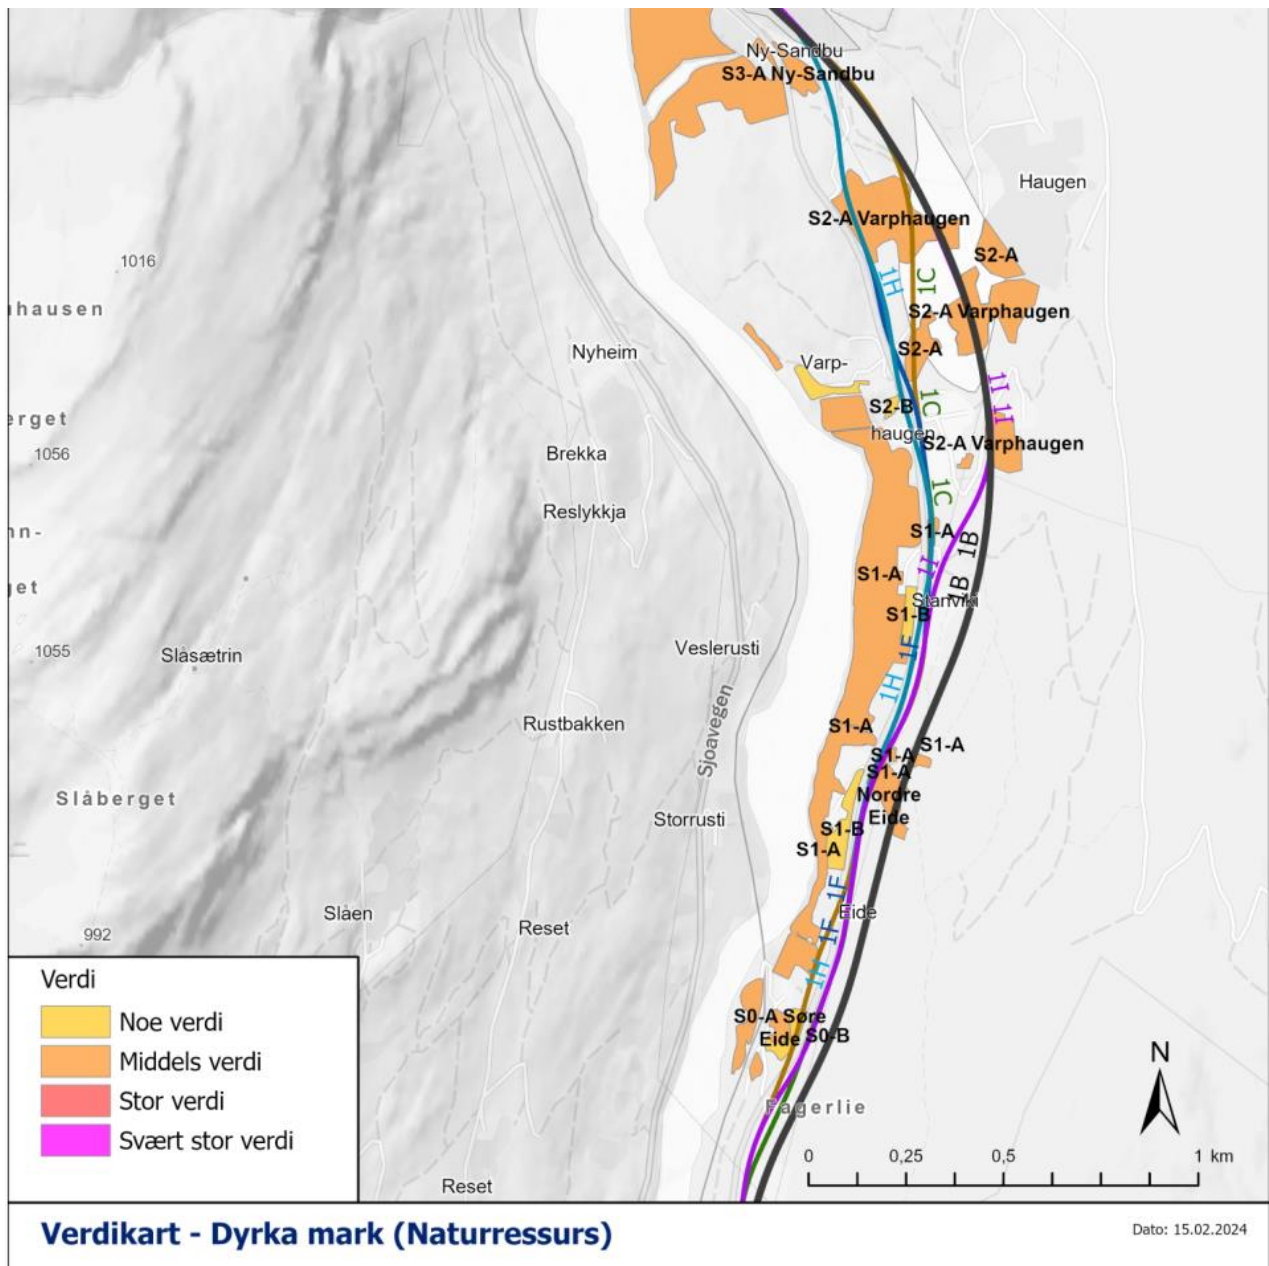 Ny-Sandbu
S3-A Ny-Sandbu
Haugen
S2-A Varphaugen
S2-A
1016
1H
1C
nhausen
S2-A Varphaugen
Nyheim
S2-A
Varp-
1I 1I
1C
S2-B
erget
haugen
S2-A Varphaugen
1056
Brekka
1C
Reslykkja
nn-
S1-A
1B
S1-A
1I
get
1B
Stanviki
S1-B
1055
Slåsætrin
Veslerusti
1F
1H
Sjoavegen
Rustbakken
S1-A
S1-A
S1-A
S1-A
Slåberget
Nordre
Eide
Storrusti
S1-B
S1-A
1F
Slåen
Eide
Reset
1F
992
1H
S0-A Søre
Eide
S0-B
Fagerlie
Reset
Verdi
Noe verdi
Middels verdi
Stor verdi
Svært stor verdi
N
0 0,25 0,5 1 km
Verdikart - Dyrka mark (Naturressurs)
Dato: 15.02.2024